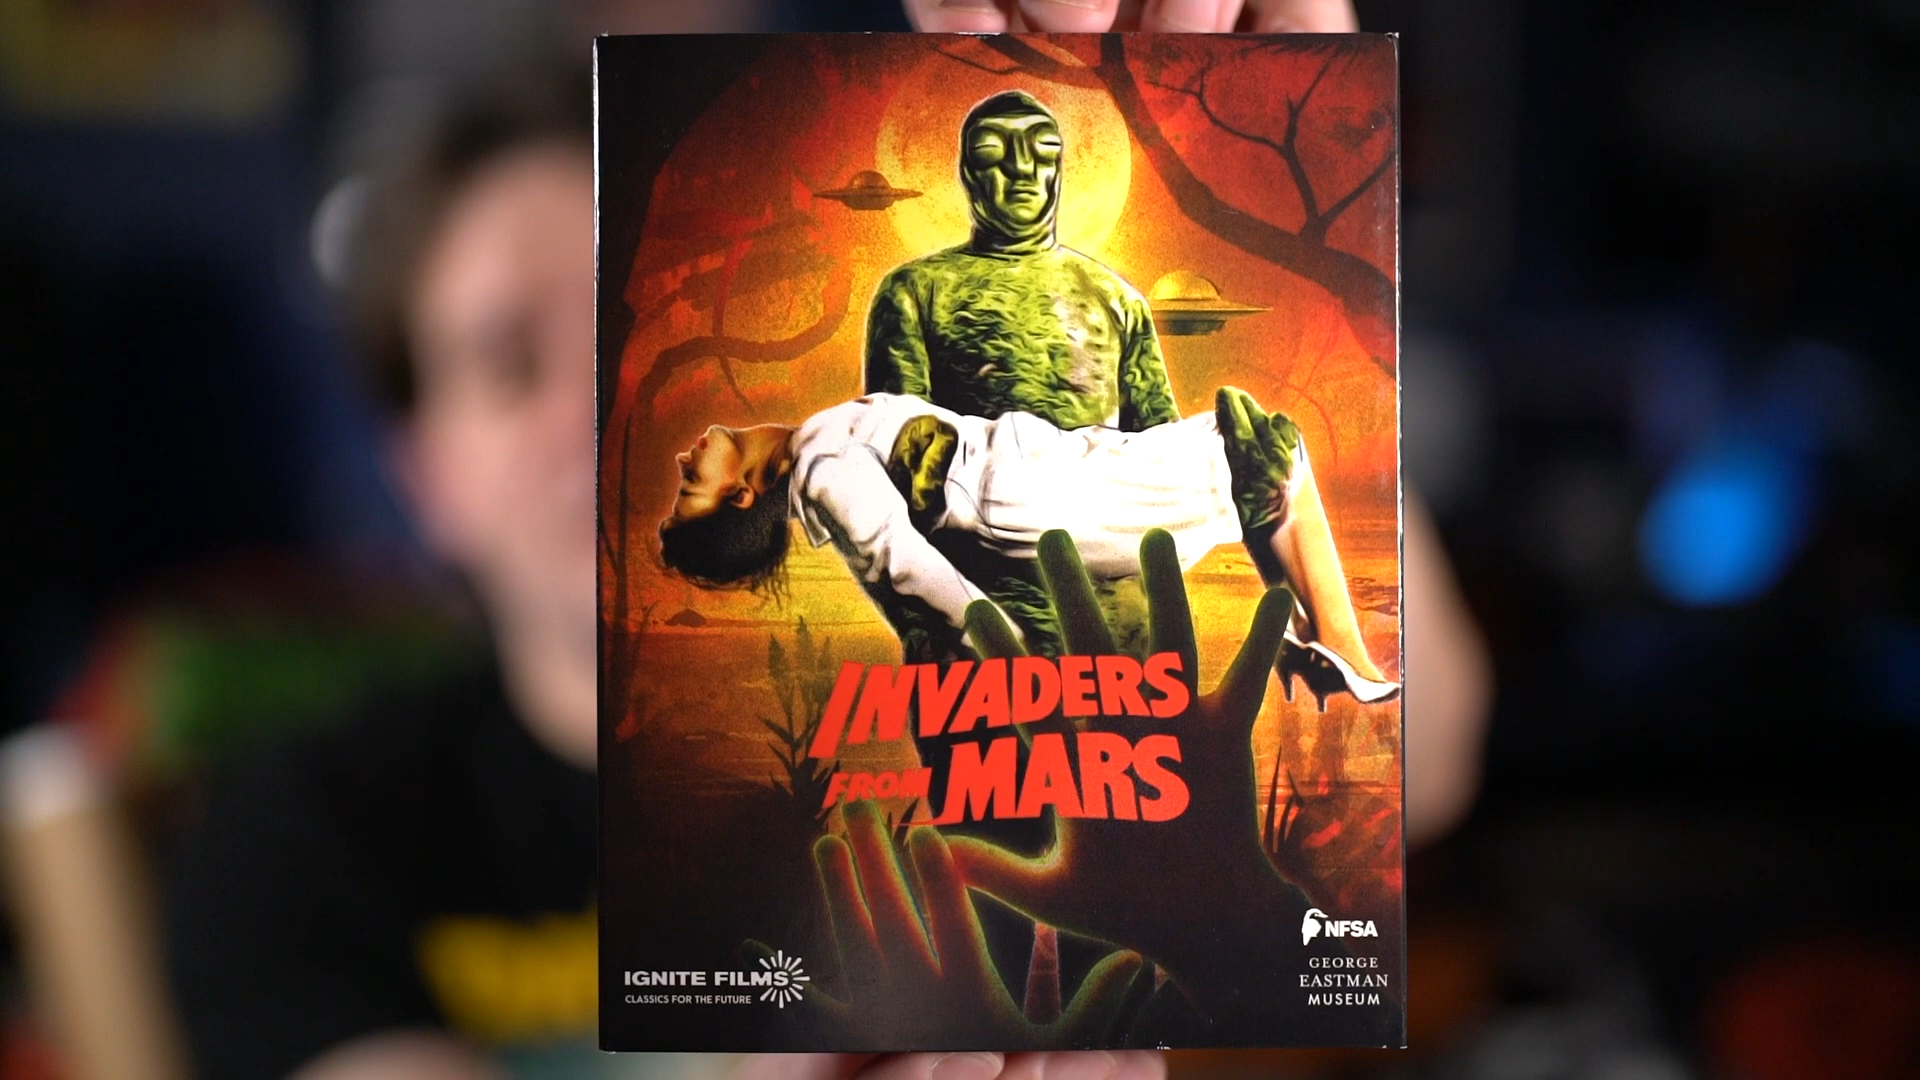 INVADERS
FROM MARS
IGNITE FILMS
CLASSICS FOR THE FUTURE
NFSA
GEORGE
EASTMAN
MUSEUM